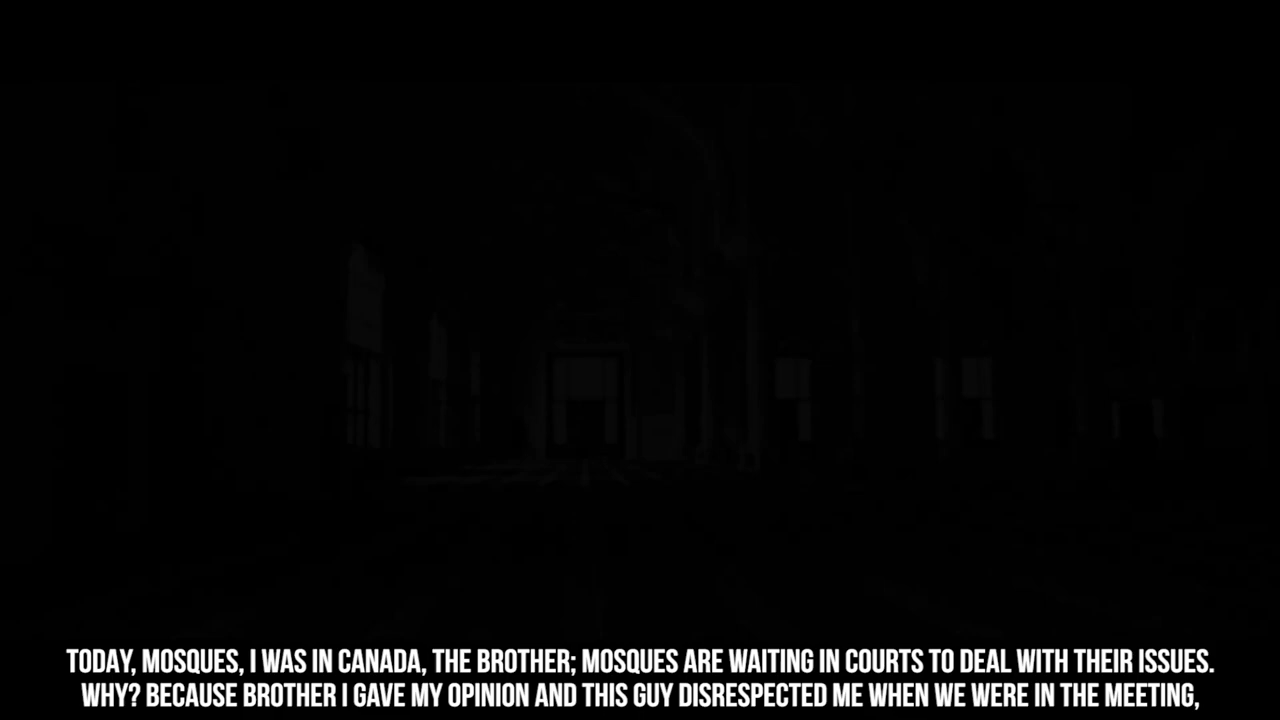 TODAY, MOSQUES, I WAS IN CANADA, THE BROTHER; MOSQUES ARE WAITING IN COURTS TO DEAL WITH THEIR ISSUES.
WHY? BECAUSE BROTHER I GAVE MY OPINION AND THIS GUY DISRESPECTED ME WHEN WE WERE IN THE MEETING,